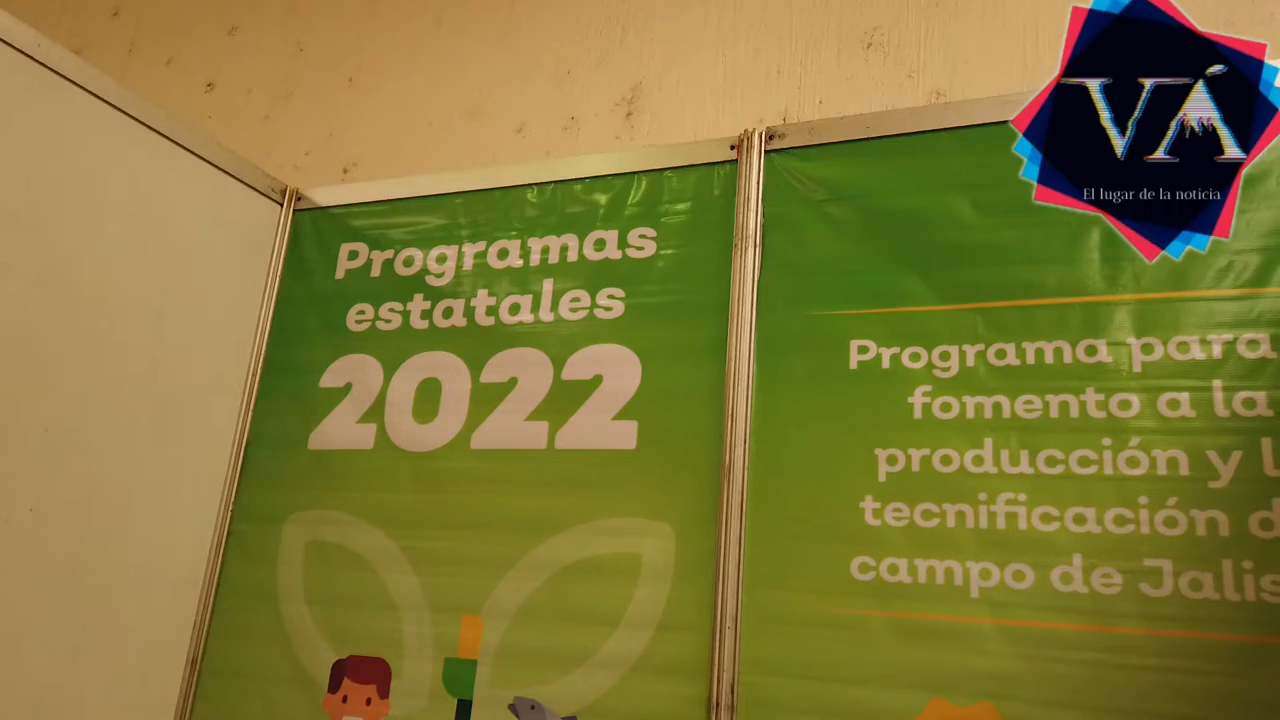 Programas
estatales
2022
Programa para
fomento a la
producción y
tecnificación
campo de
VÁ
El lugar de la noticia